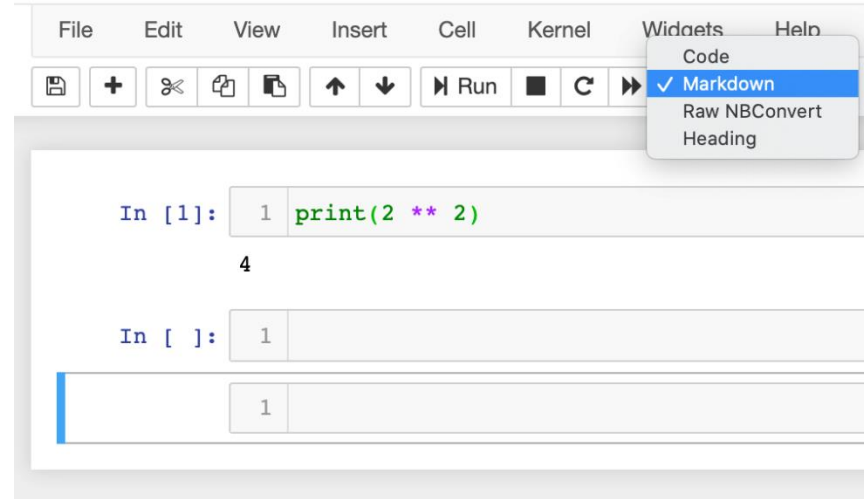 File Edit View Insert Cell Kernel Widgets Help
Run
Code
✓ Markdown
Raw NBConvert
Heading
In [1]: 1 print(2 ** 2)
4
In [ ]: 1
1